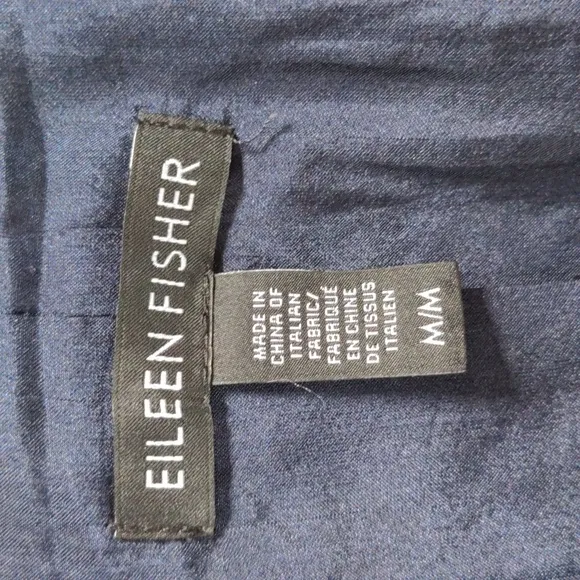 EILEEN FISHER
MADE IN
CHINA OF
ITALIAN
FABRIC/
FABRIQUÉ
EN CHINE
DE TISSUS
ITALIEN
M/M